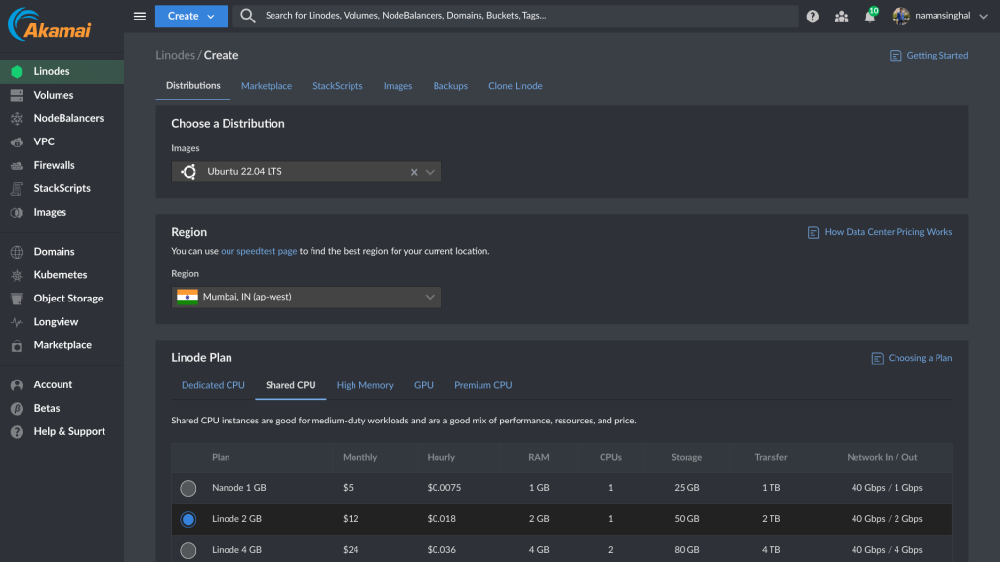 Akamai
Create
Search for Linodes, Volumes, NodeBalancers, Domains, Buckets, Tags...
?
10
namansinghal
Linodes
Volumes
NodeBalancers
VPC
Firewalls
StackScripts
Images
Domains
Kubernetes
Object Storage
Longview
Marketplace
Account
Betas
Help & Support
Linodes / Create
Getting Started
Distributions Marketplace StackScripts Images Backups Clone Linode
Choose a Distribution
Images
Ubuntu 22.04 LTS
Region
How Data Center Pricing Works
You can use our speedtest page to find the best region for your current location.
Region
Mumbai, IN (ap-west)
Linode Plan
Choosing a Plan
Dedicated CPU Shared CPU High Memory GPU Premium CPU
Shared CPU instances are good for medium-duty workloads and are a good mix of performance, resources, and price.
Plan Monthly Hourly RAM CPUs Storage Transfer Network In / Out
Nanode 1 GB $5 $0.0075 1 GB 1 25 GB 1 TB 40 Gbps / 1 Gbps
Linode 2 GB $12 $0.018 2 GB 1 50 GB 2 TB 40 Gbps / 2 Gbps
Linode 4 GB $24 $0.036 4 GB 2 80 GB 4 TB 40 Gbps / 4 Gbps